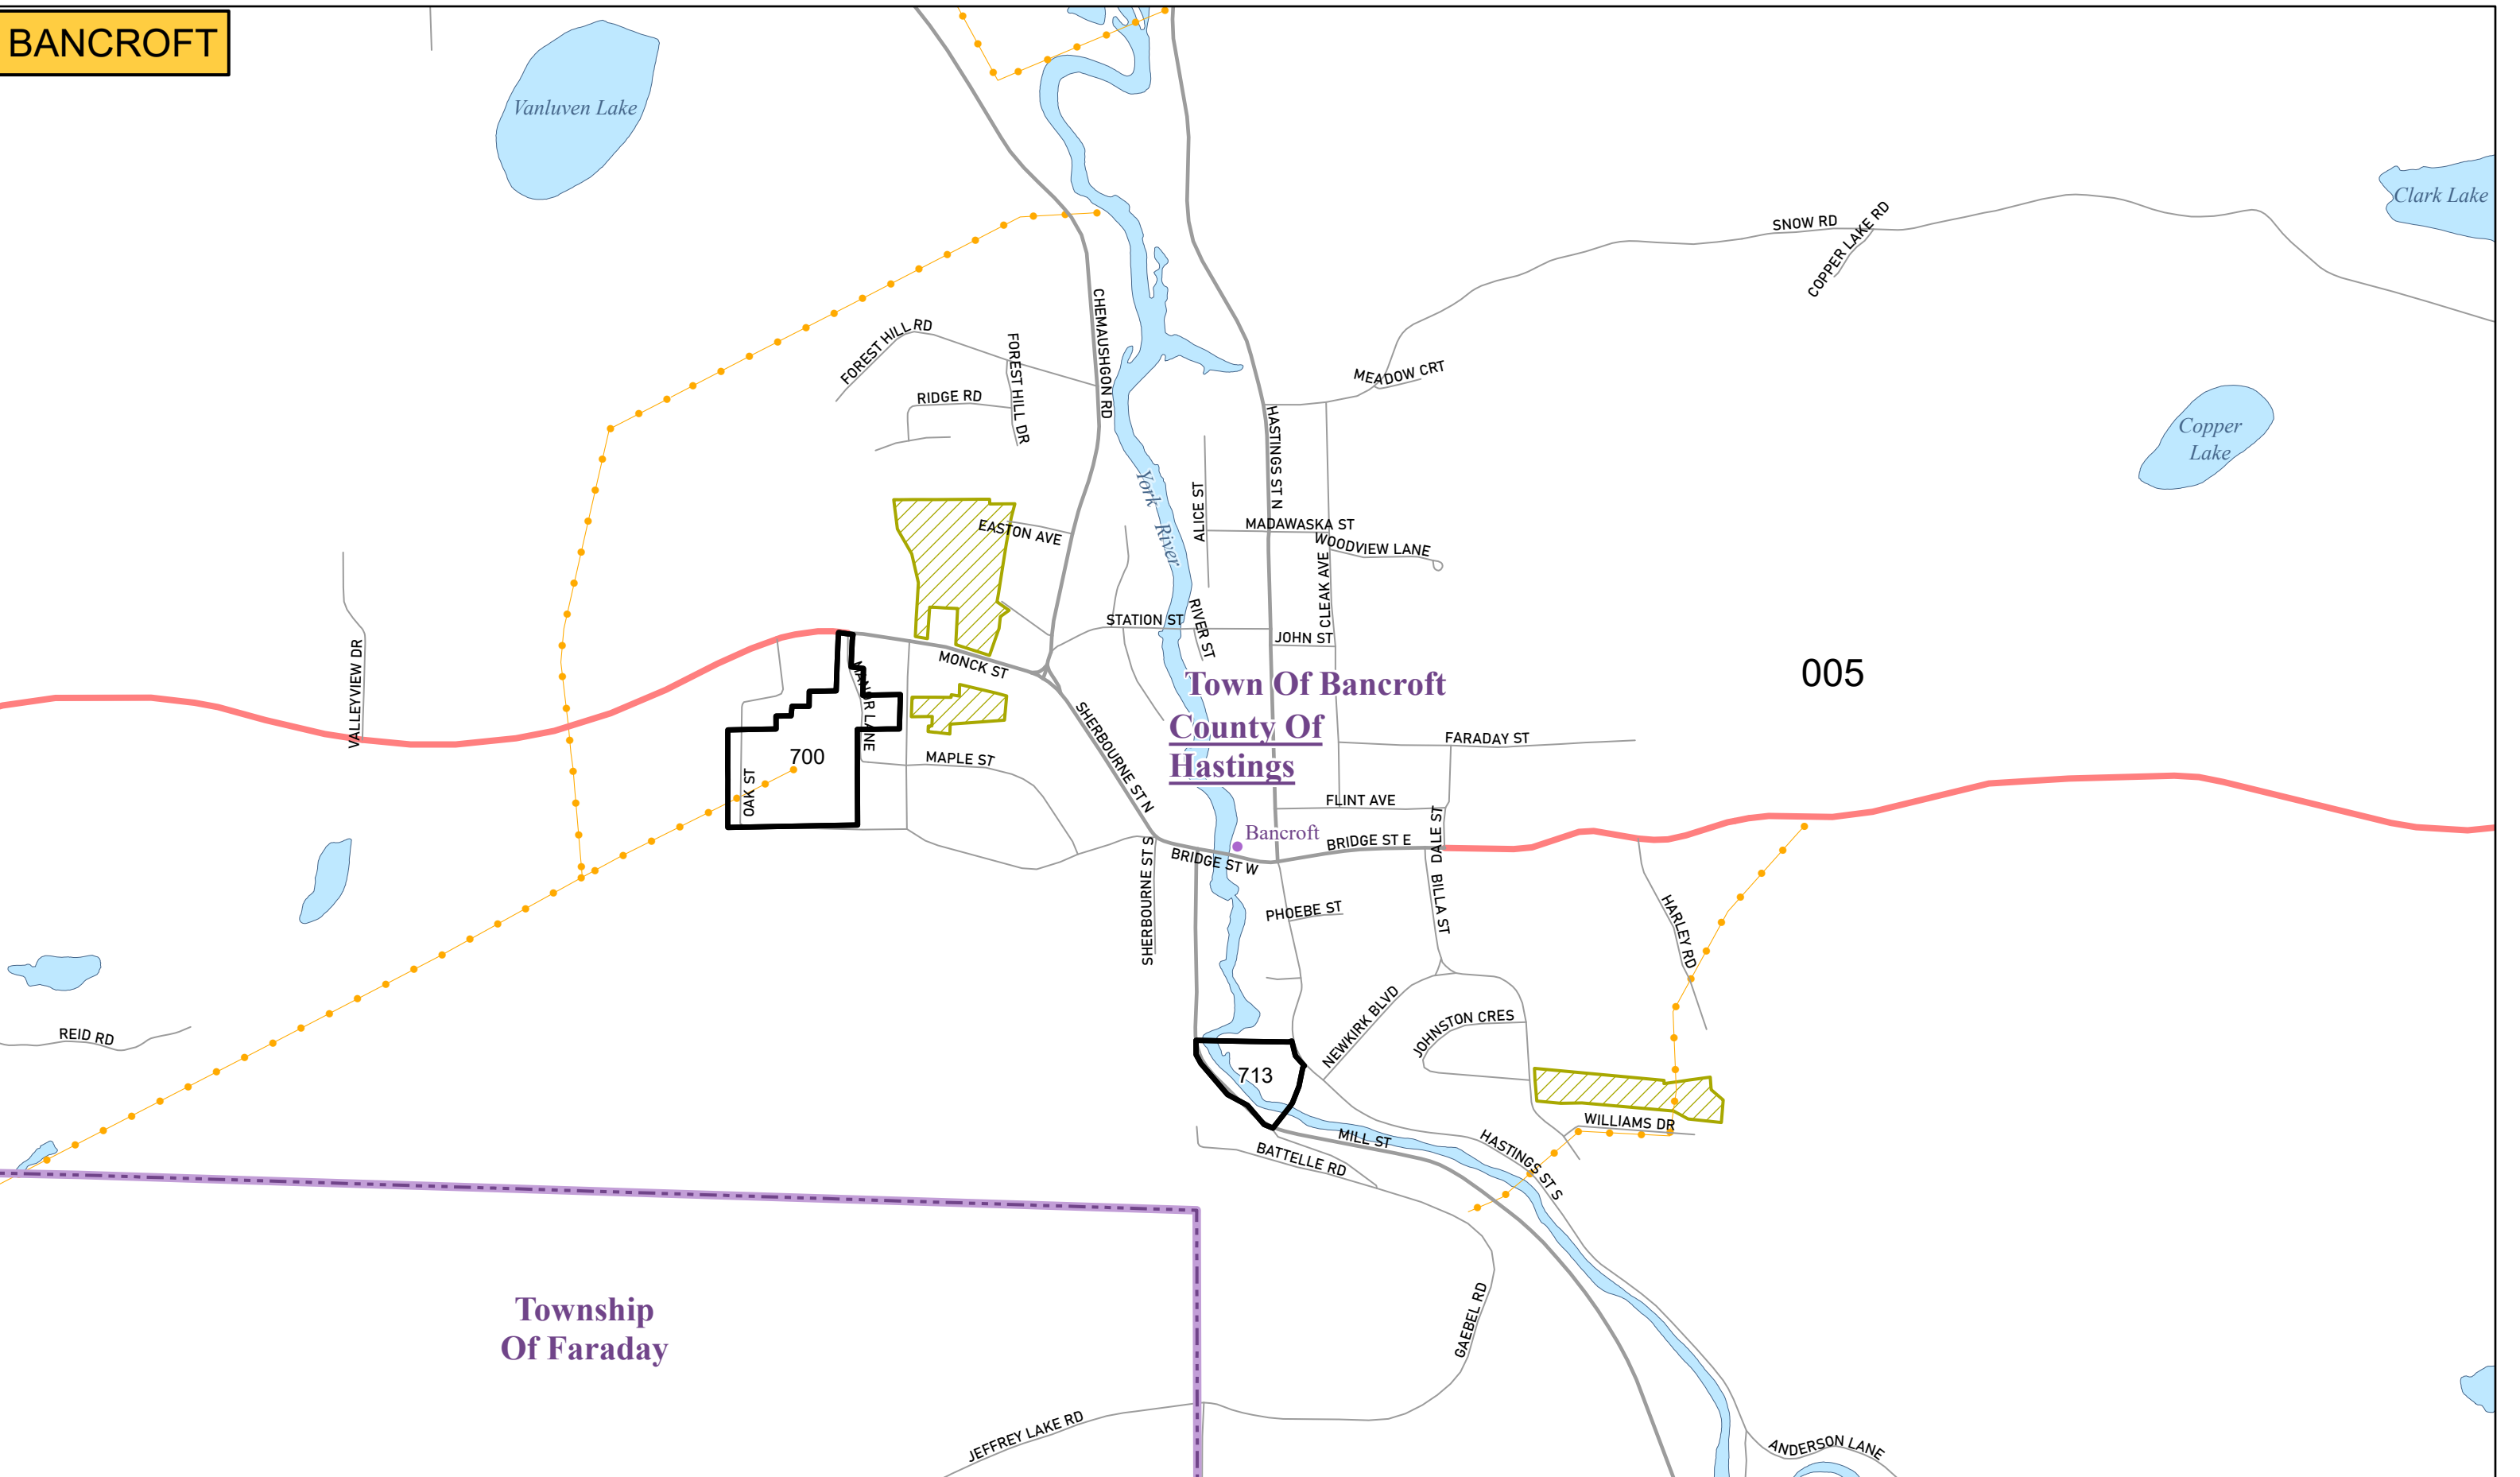 BANCROFT
Vanluven Lake
Clark Lake
SNOW RD
COPPER LAKE RD
CHEMAUSHGON RD
FOREST HILL RD
FOREST HILL DR
RIDGE RD
MEADOW CRT
HASTINGS ST N
Copper
Lake
York River
ALICE ST
EASTON AVE
MADAWASKA ST
WOODVIEW LANE
CLEAK AVE
STATION ST
RIVER ST
JOHN ST
VALLEYVIEW DR
MONCK ST
MANOR LANE
Town Of Bancroft
County Of
Hastings
005
SHERBOURNE ST N
700
OAK ST
MAPLE ST
FARADAY ST
FLINT AVE
DALE ST
Bancroft
BRIDGE ST E
BRIDGE ST W
SHERBOURNE ST S
BILLA ST
PHOEBE ST
HARLEY RD
REID RD
NEWKIRK BLVD
JOHNSTON CRES
713
WILLIAMS DR
MILL ST
HASTINGS ST S
BATTELLE RD
Township
Of Faraday
GAEBEL RD
JEFFREY LAKE RD
ANDERSON LANE